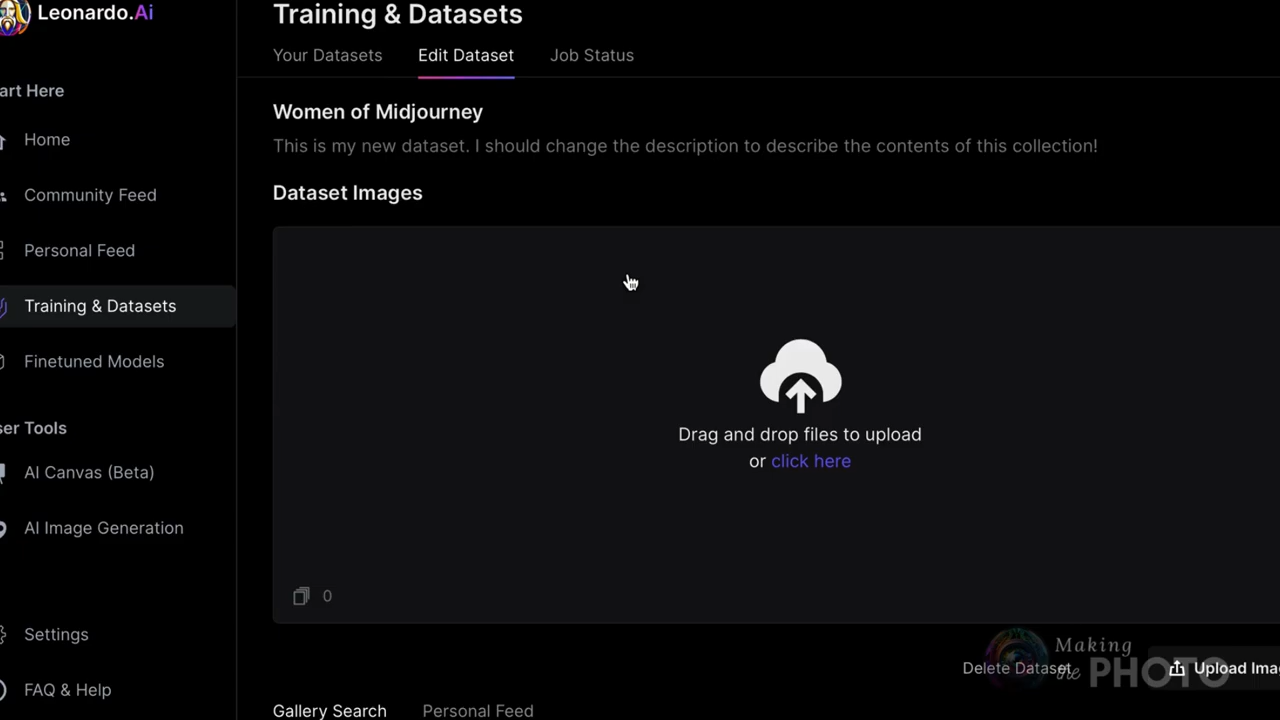 Leonardo.Ai
art Here
Home
Community Feed
Personal Feed
Training & Datasets
Finetuned Models
ser Tools
AI Canvas (Beta)
AI Image Generation
Settings
FAQ & Help
Training & Datasets
Your Datasets Edit Dataset Job Status
Women of Midjourney
This is my new dataset. I should change the description to describe the contents of this collection!
Dataset Images
Drag and drop files to upload
or click here
0
Delete Dataset
Upload Imag
Making
the PHOTO
Gallery Search Personal Feed